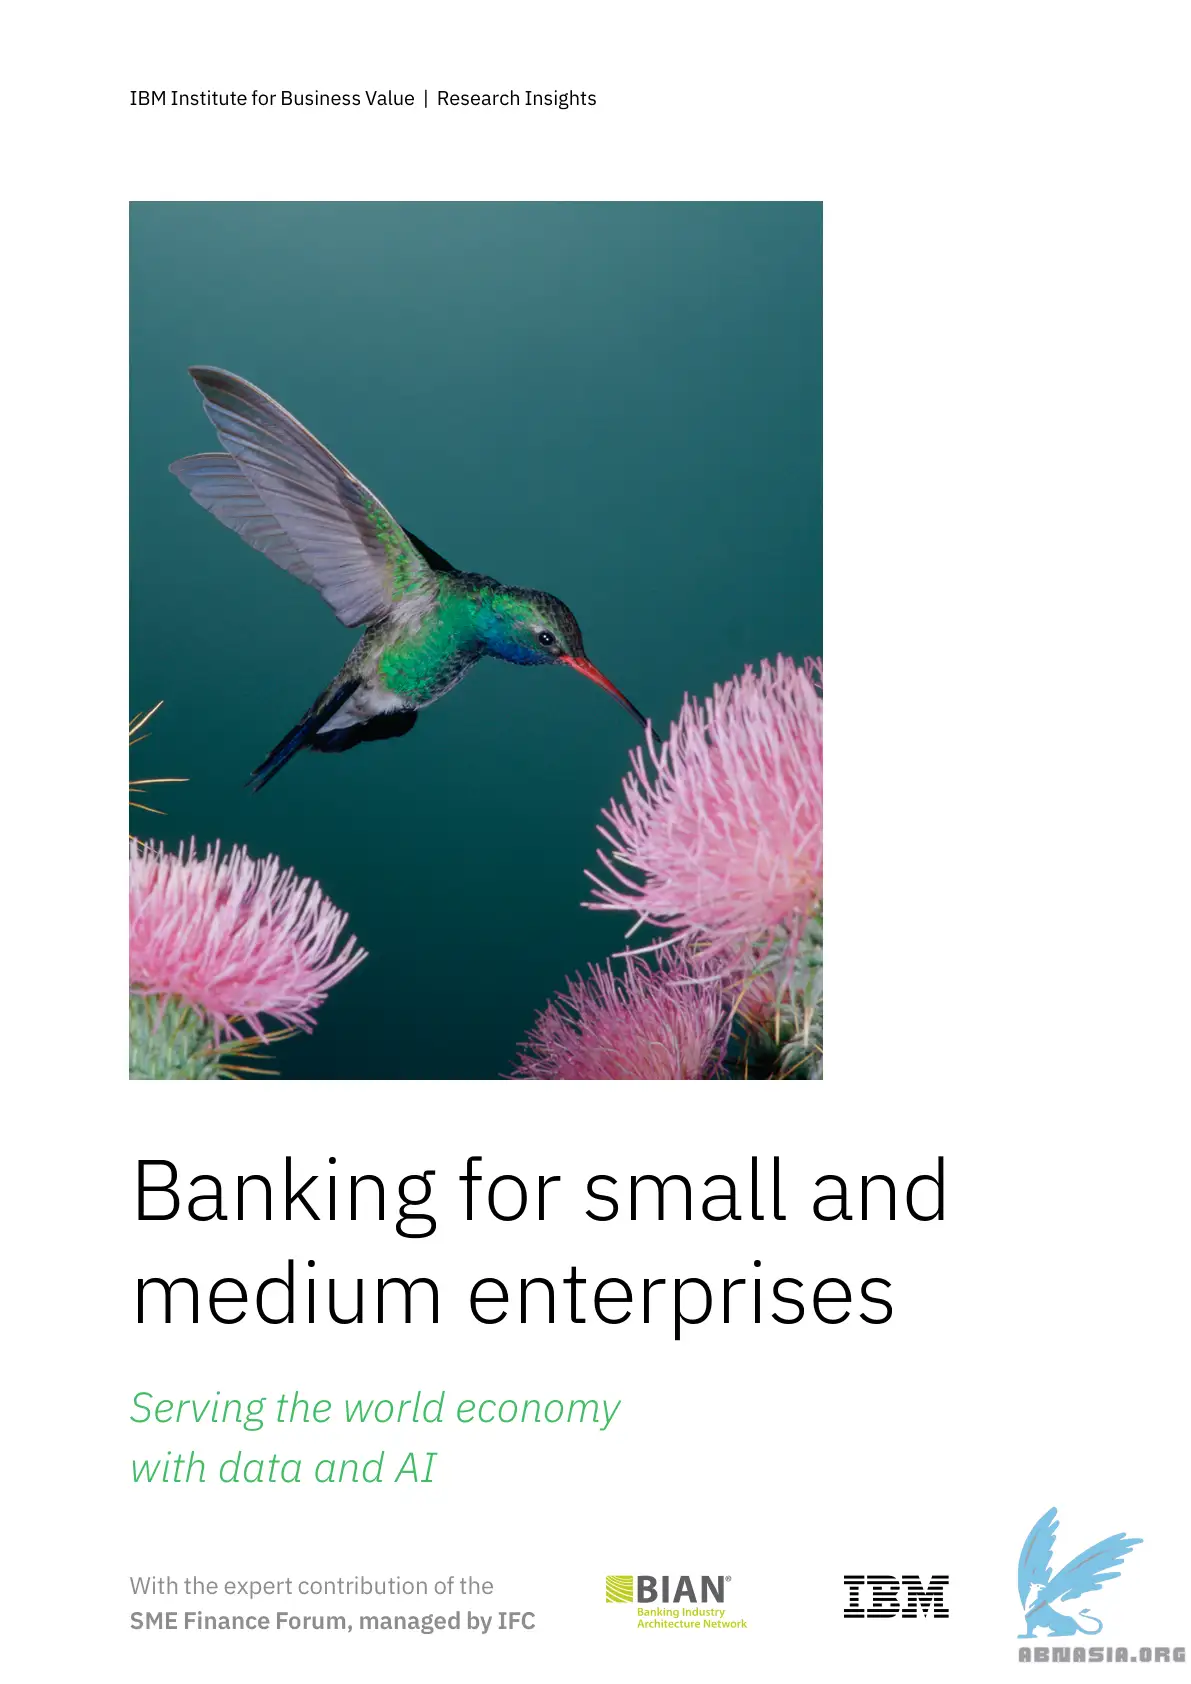 IBM Institute for Business Value | Research Insights
Banking for small and
medium enterprises
Serving the world economy
with data and AI
With the expert contribution of the
SME Finance Forum, managed by IFC
BIAN®
Banking Industry
Architecture Network
IBM
ABNASIA.ORG